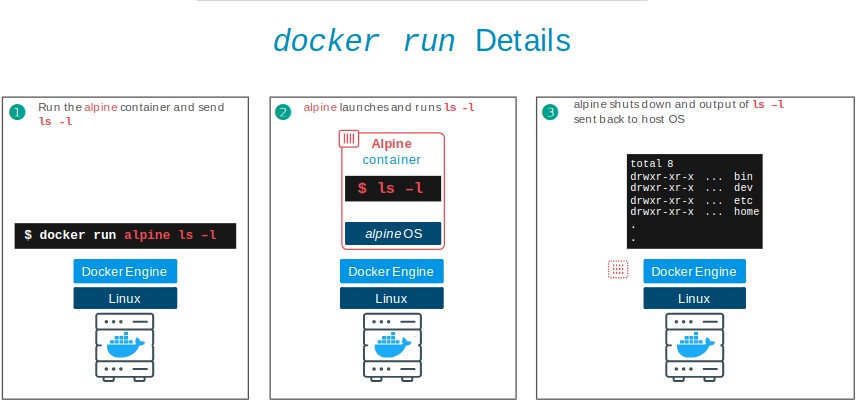 docker run Details
1 Run the alpine container and send
ls -l
$ docker run alpine ls –l
Docker Engine
Linux
2 alpine launches and runs ls -l
Alpine
container
$ ls –l
alpine OS
Docker Engine
Linux
3 alpine shuts down and output of ls –l
sent back to host OS
total 8
drwxr-xr-x ... bin
drwxr-xr-x ... dev
drwxr-xr-x ... etc
drwxr-xr-x ... home
.
.
Docker Engine
Linux